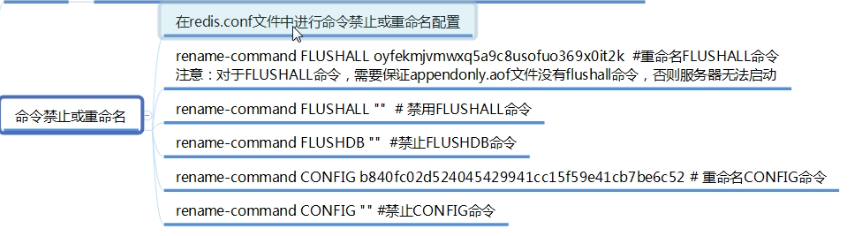 在redis.conf文件中进行命令禁止或重命名配置
rename-command FLUSHALL oyfekmjvmwxq5a9c8usofuo369x0it2k #重命名FLUSHALL命令
注意：对于FLUSHALL命令，需要保证appendonly.aof文件没有flushall命令，否则服务器无法启动
命令禁止或重命名
rename-command FLUSHALL "" # 禁用FLUSHALL命令
rename-command FLUSHDB "" #禁止FLUSHDB命令
rename-command CONFIG b840fc02d524045429941cc15f59e41cb7be6c52 # 重命名CONFIG命令
rename-command CONFIG "" #禁止CONFIG命令